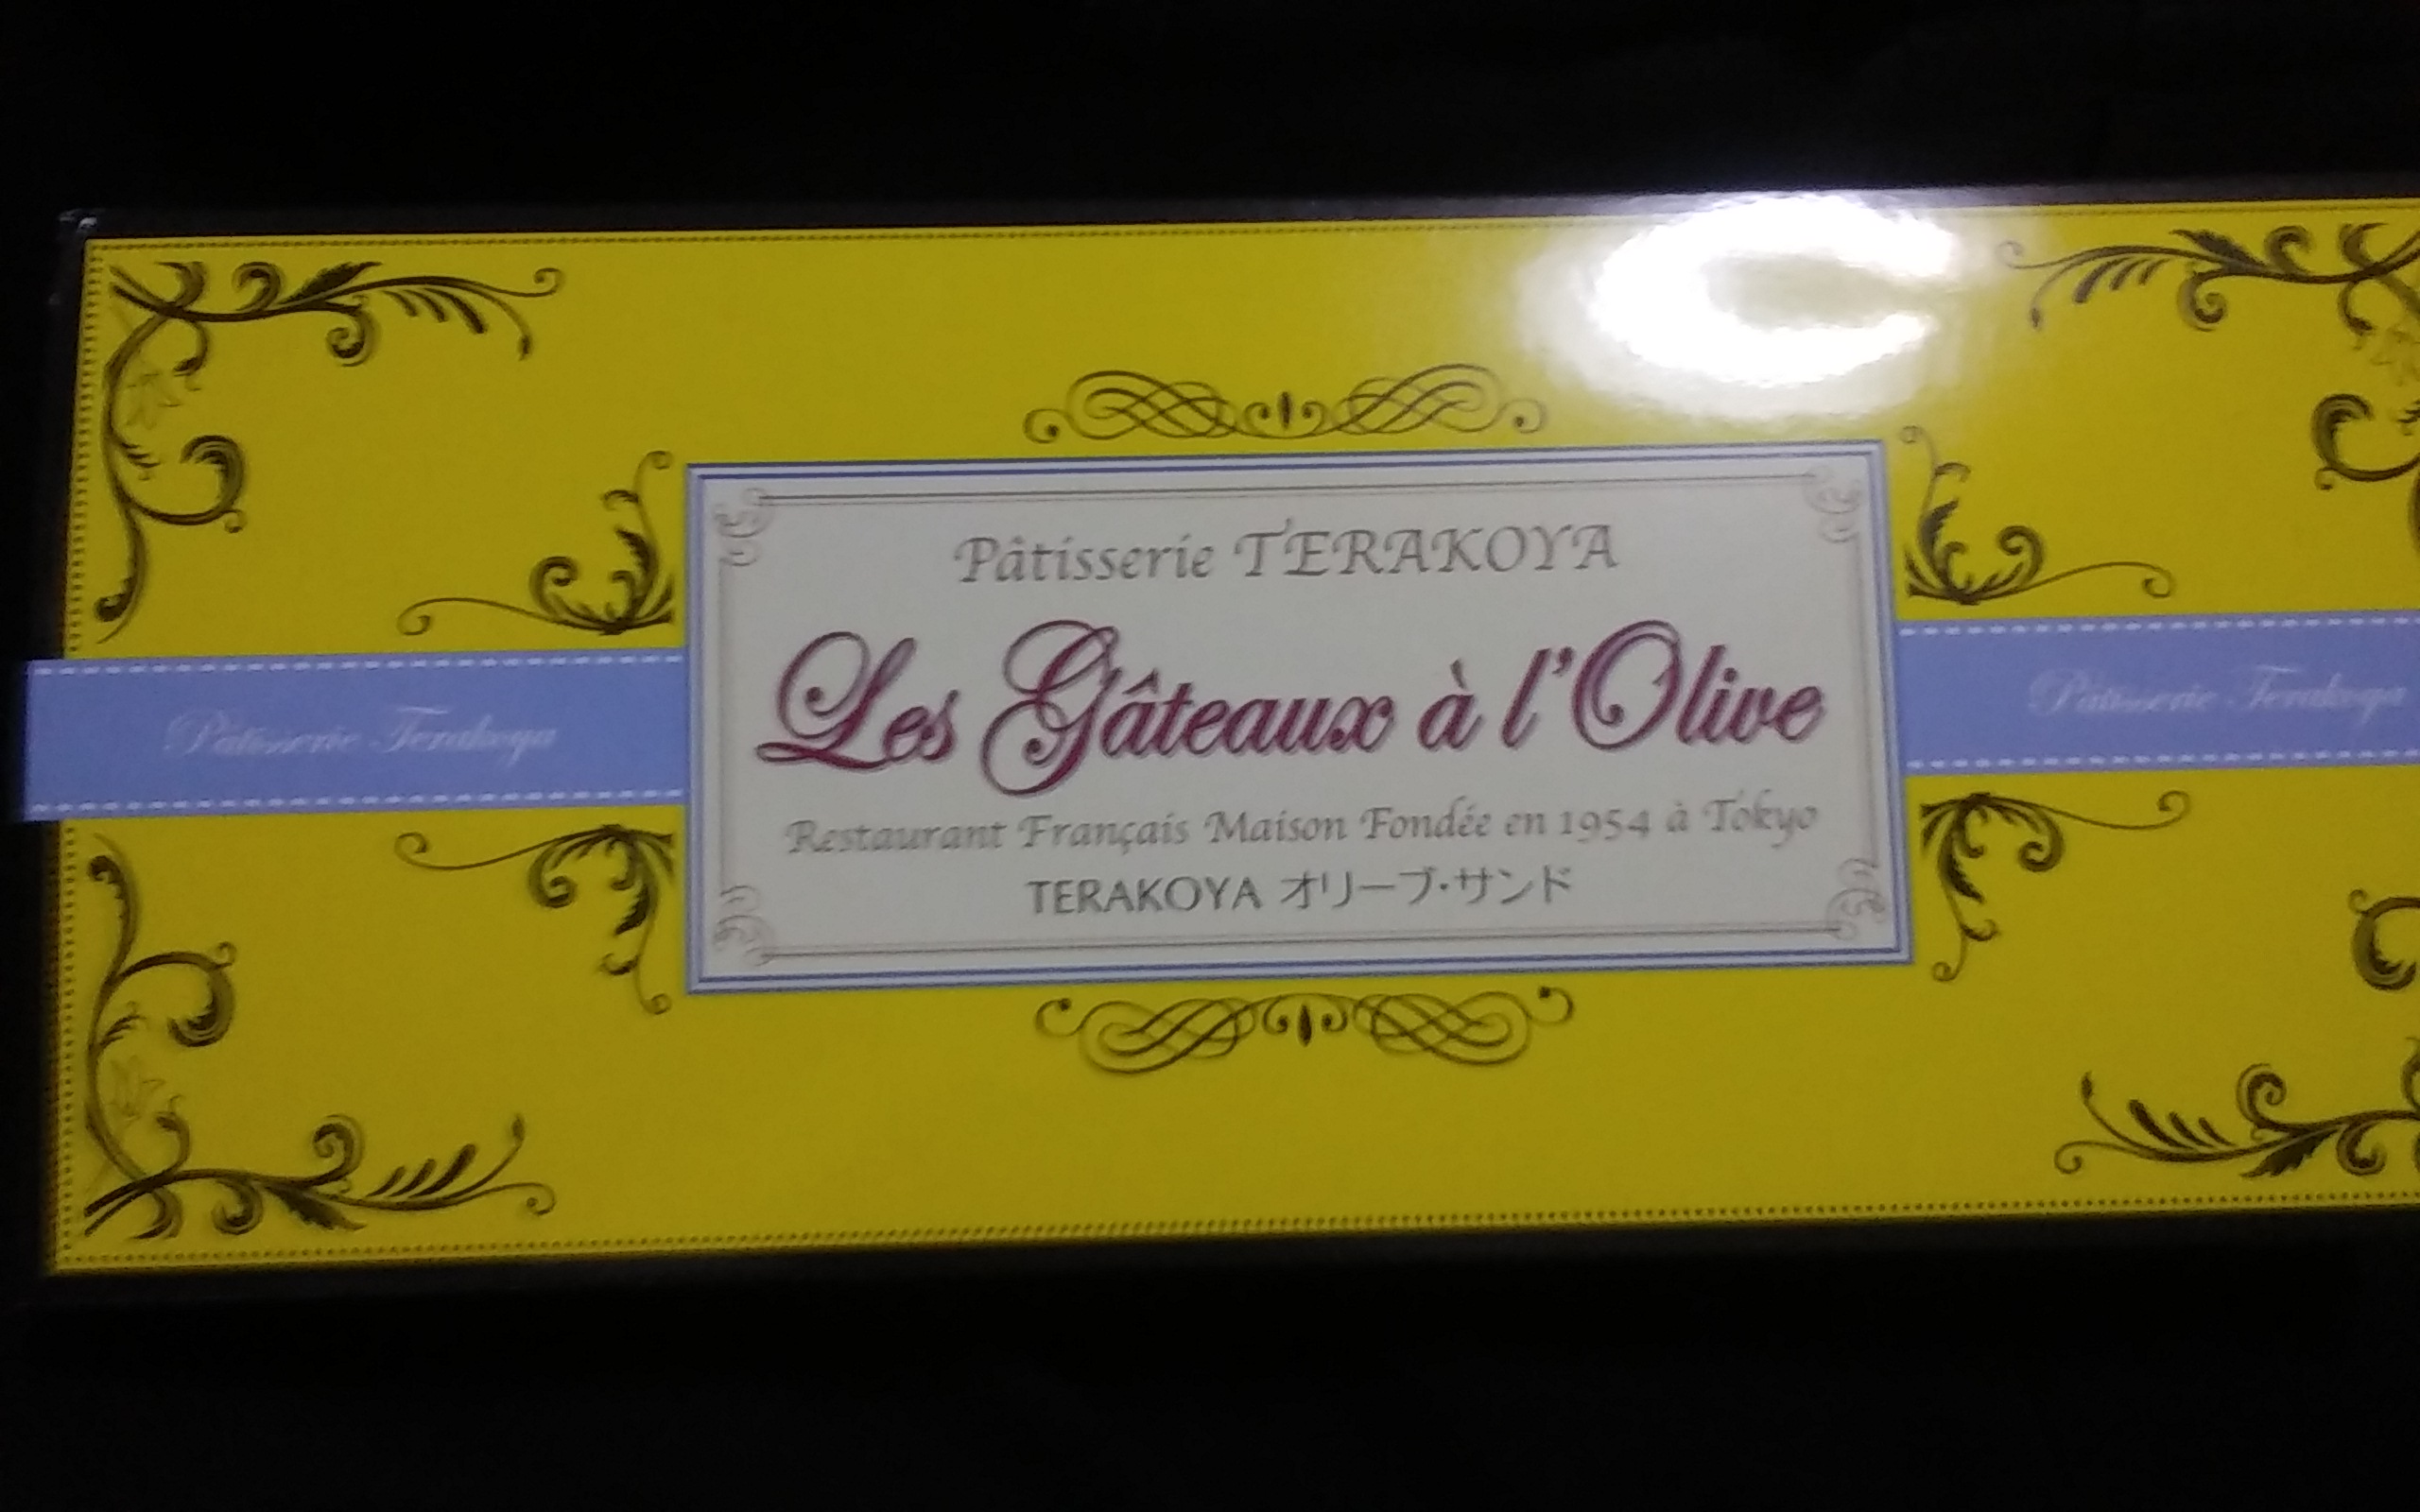 Pâtisserie TERAKOYA
Les Gâteaux à l'Olive
Restaurant Français Maison Fondée en 1954 à Tokyo
TERAKOYA オリーブ・サンド
Pâtisserie Terakoya
Pâtisserie Terakoya